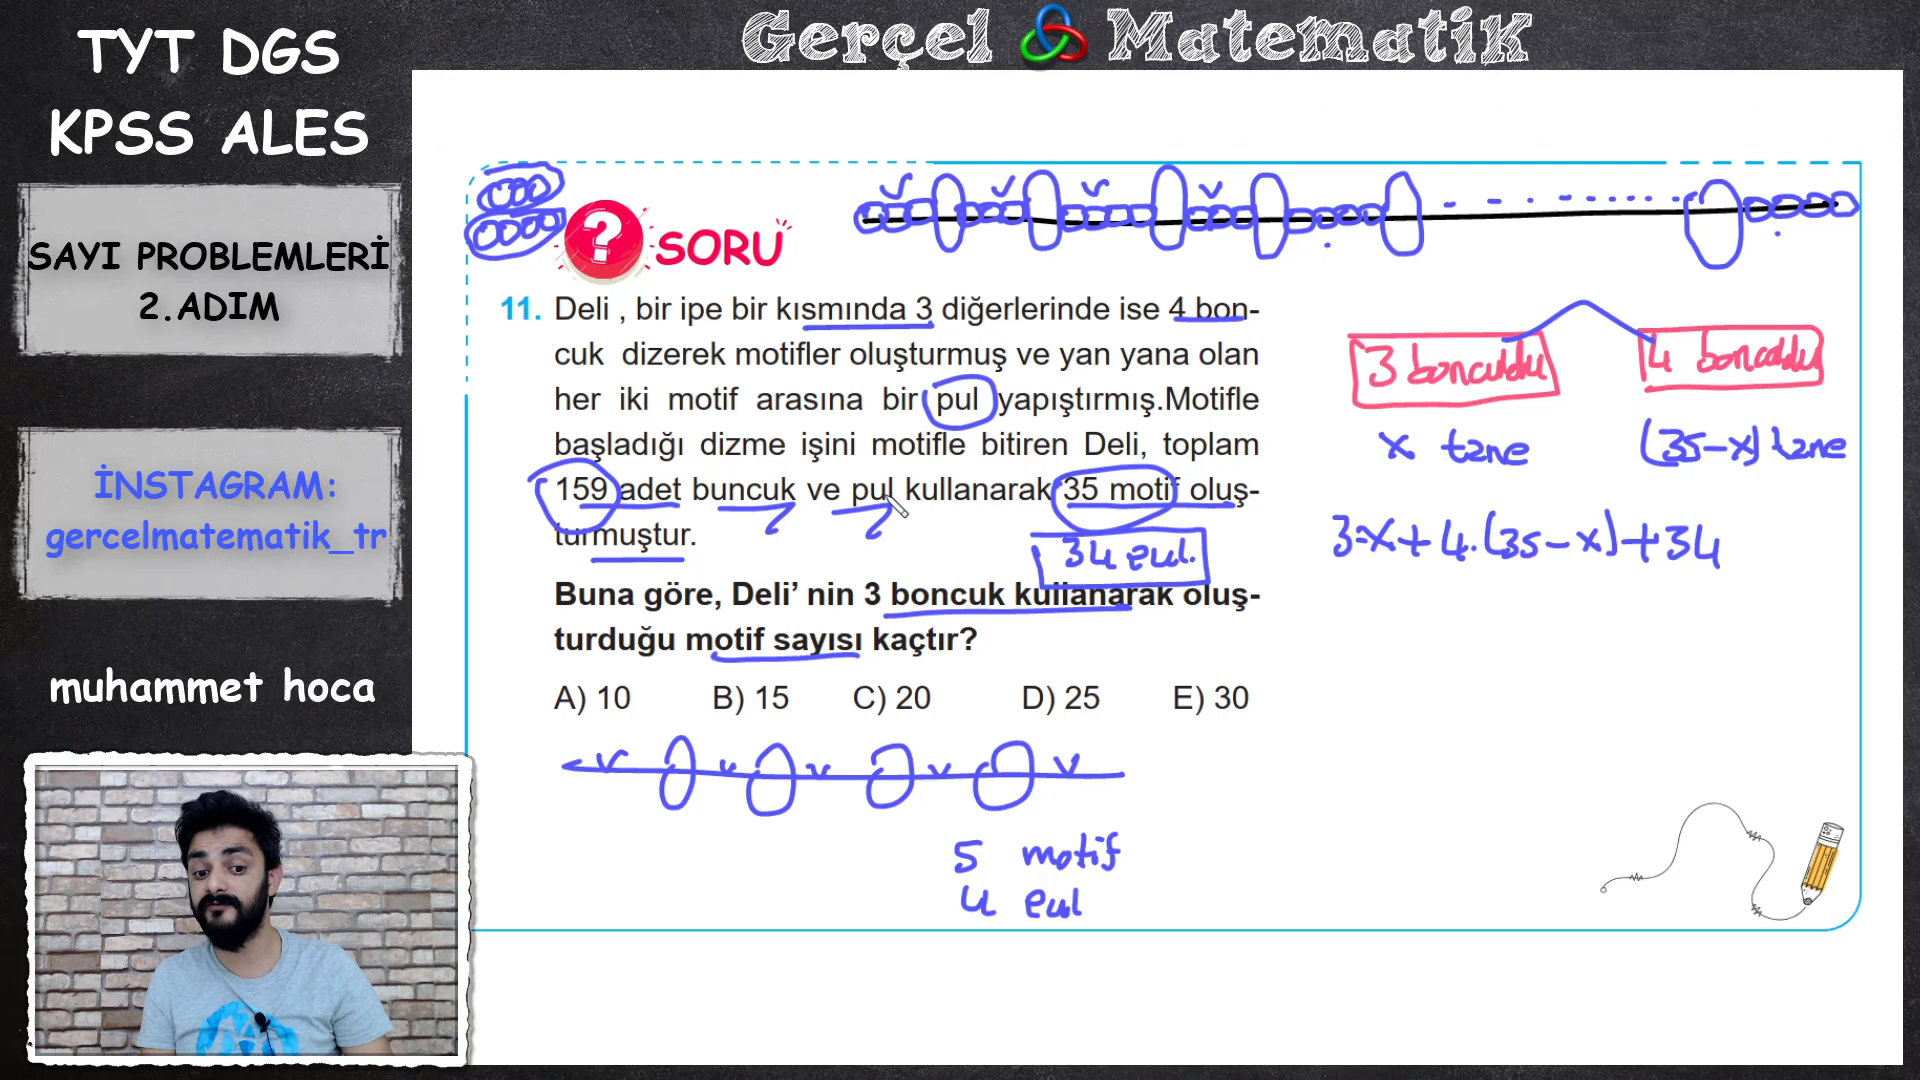 TYT DGS
KPSS ALES
Gerçel Matematik
SAYI PROBLEMLERİ
2.ADIM
İNSTAGRAM:
gercelmatematik_tr
muhammet hoca
? SORU
11. Deli , bir ipe bir kısmında 3 diğerlerinde ise 4 bon-
cuk dizerek motifler oluşturmuş ve yan yana olan
her iki motif arasına bir pul yapıştırmış.Motifle
başladığı dizme işini motifle bitiren Deli, toplam
159 adet buncuk ve pul kullanarak 35 motif oluş-
turmuştur.
34 pul.
Buna göre, Deli’ nin 3 boncuk kullanarak oluş-
turduğu motif sayısı kaçtır?
A) 10 B) 15 C) 20 D) 25 E) 30
5 motif
4 pul
3 boncuklu 4 boncuklu
x tane (35-x) tane
3·x+4.(35-x)+34